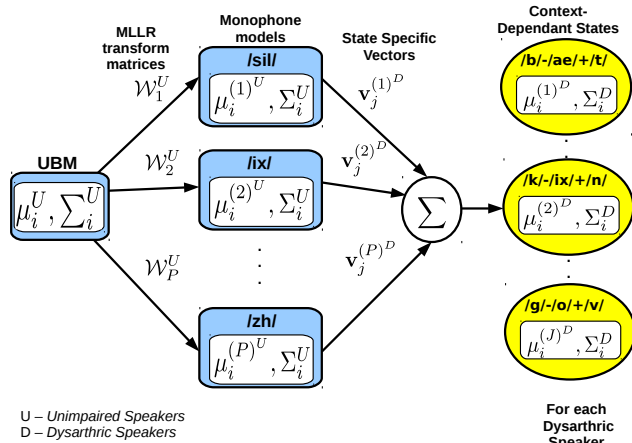 MLLR
transform
matrices
Monophone
models
State Specific
Vectors
Context-
Dependant States
UBM
μ_i^U, ∑_i^U
𝒲_1^U
𝒲_2^U
𝒲_P^U
/sil/
μ_i^{(1)^U}, Σ_i^U
/ix/
μ_i^{(2)^U}, Σ_i^U
.
.
.
/zh/
μ_i^{(P)^U}, Σ_i^U
v_j^{(1)^D}
v_j^{(2)^D}
v_j^{(P)^D}
∑
/b/-/ae/+/t/
μ_i^{(1)^D}, Σ_i^D
/k/-/ix/+/n/
μ_i^{(2)^D}, Σ_i^D
.
.
/g/-/o/+/v/
μ_i^{(J)^D}, Σ_i^D
U – Unimpaired Speakers
D – Dysarthric Speakers
For each
Dysarthric
Speaker